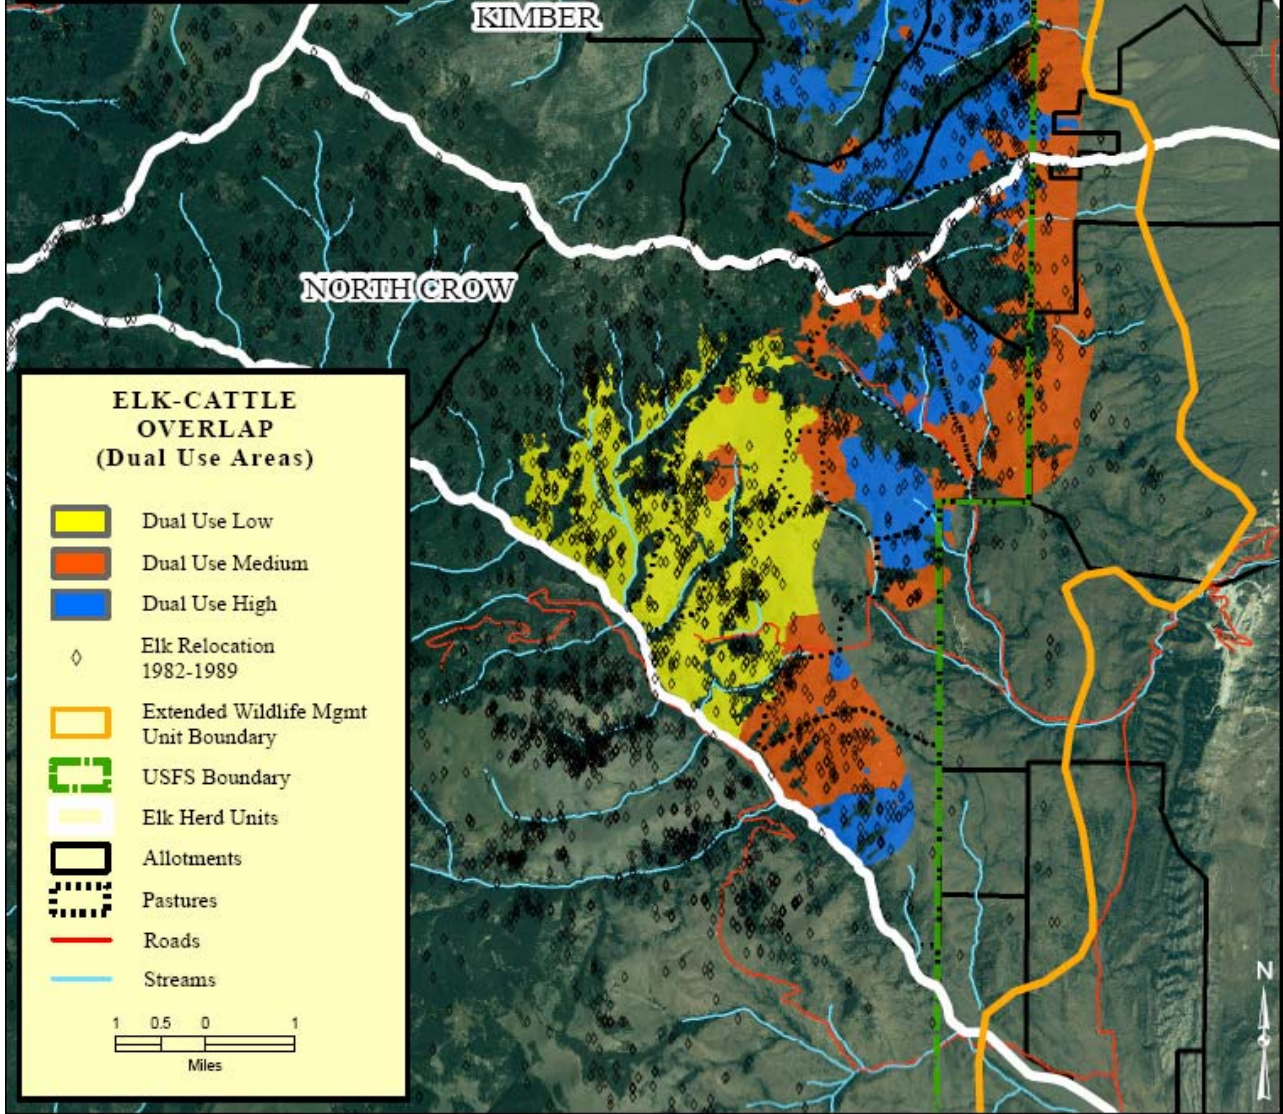 KIMBER
NORTH CROW
ELK-CATTLE
OVERLAP
(Dual Use Areas)
Dual Use Low
Dual Use Medium
Dual Use High
Elk Relocation
1982-1989
Extended Wildlife Mgmt
Unit Boundary
USFS Boundary
Elk Herd Units
Allotments
Pastures
Roads
Streams
1 0.5 0 1
Miles
N